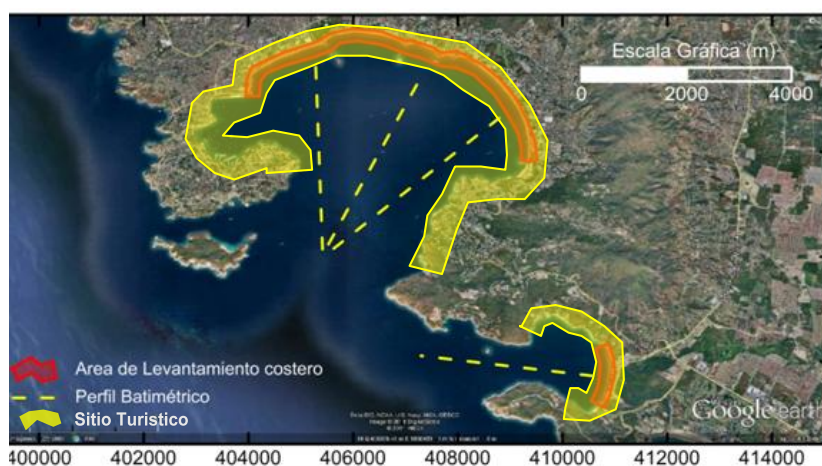 Escala Gráfica (m)
0 2000 4000
Area de Levantamiento costero
Perfil Batimétrico
Sitio Turistico
Google earth
400000 402000 404000 406000 408000 410000 412000 414000